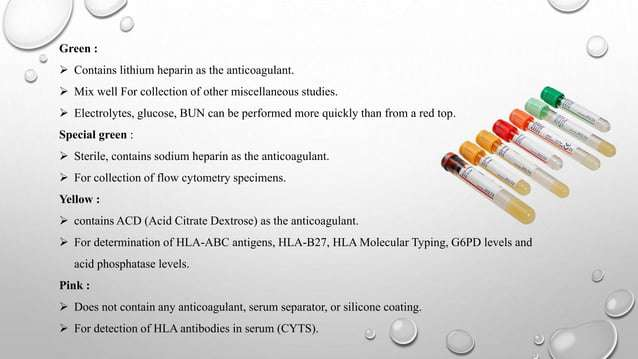 Green :
➢ Contains lithium heparin as the anticoagulant.
➢ Mix well For collection of other miscellaneous studies.
➢ Electrolytes, glucose, BUN can be performed more quickly than from a red top.
Special green :
➢ Sterile, contains sodium heparin as the anticoagulant.
➢ For collection of flow cytometry specimens.
Yellow :
➢ contains ACD (Acid Citrate Dextrose) as the anticoagulant.
➢ For determination of HLA-ABC antigens, HLA-B27, HLA Molecular Typing, G6PD levels and
acid phosphatase levels.
Pink :
➢ Does not contain any anticoagulant, serum separator, or silicone coating.
➢ For detection of HLA antibodies in serum (CYTS).